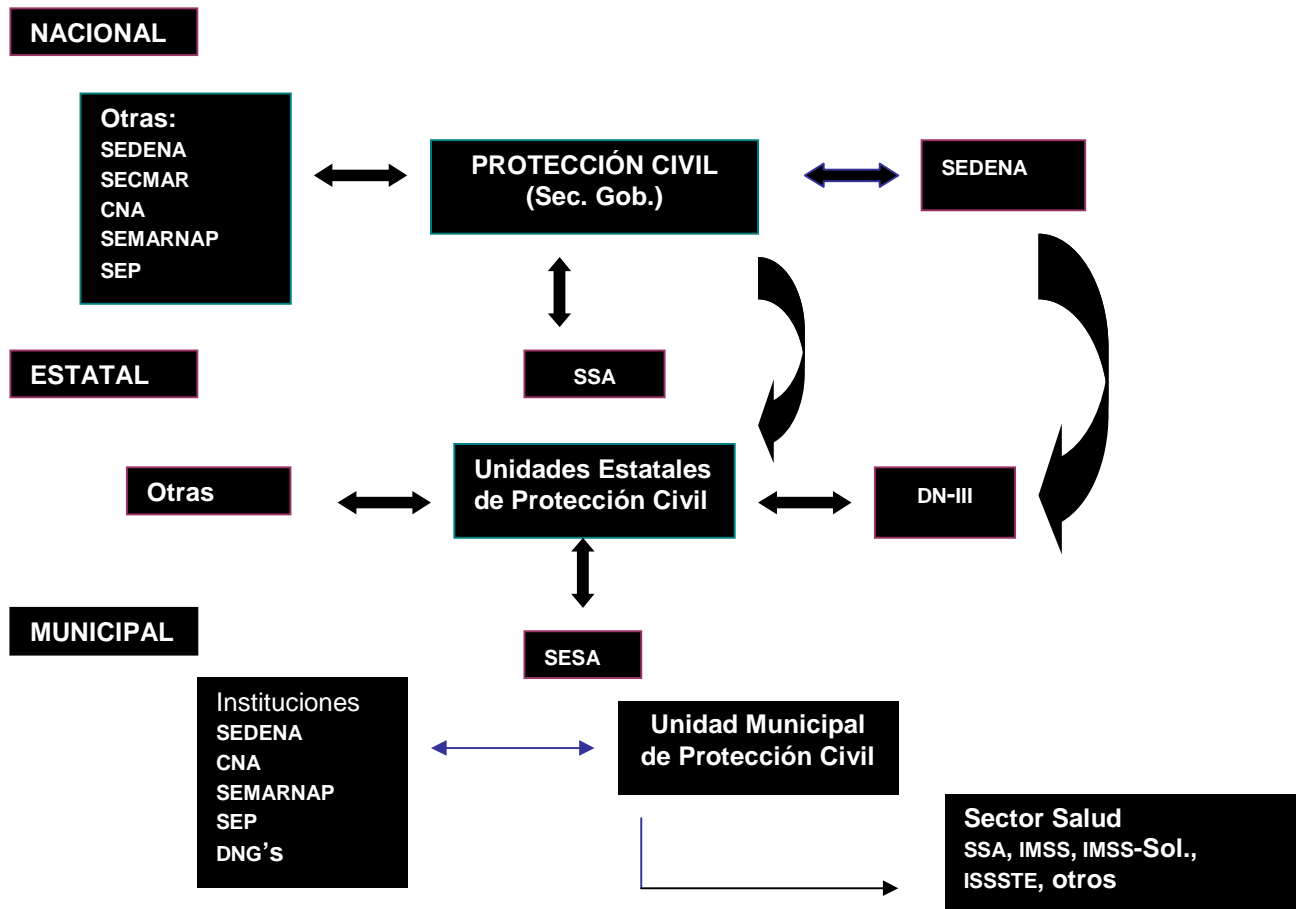 NACIONAL
Otras:
SEDENA
SECMAR
CNA
SEMARNAP
SEP
PROTECCIÓN CIVIL
(Sec. Gob.)
SEDENA
ESTATAL
SSA
Otras
Unidades Estatales
de Protección Civil
DN-III
MUNICIPAL
SESA
Instituciones
SEDENA
CNA
SEMARNAP
SEP
DNG's
Unidad Municipal
de Protección Civil
Sector Salud
SSA, IMSS, IMSS-Sol.,
ISSSTE, otros